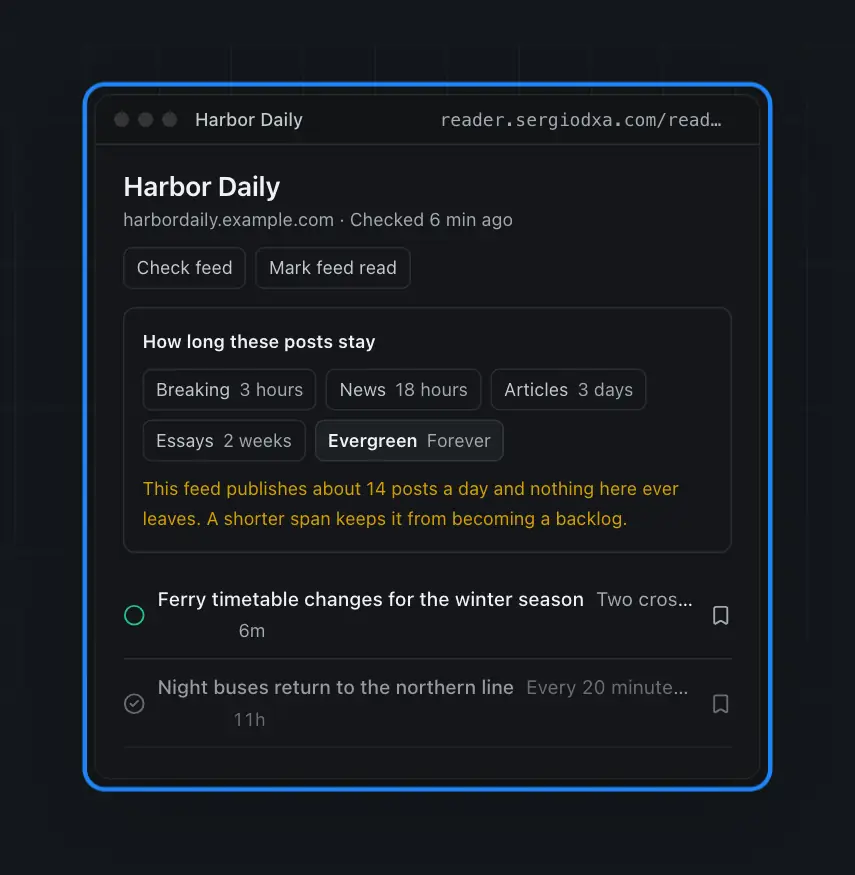 Harbor Daily
reader.sergiodxa.com/read…
Harbor Daily
harbordaily.example.com · Checked 6 min ago
Check feed
Mark feed read
How long these posts stay
Breaking 3 hours
News 18 hours
Articles 3 days
Essays 2 weeks
Evergreen Forever
This feed publishes about 14 posts a day and nothing here ever
leaves. A shorter span keeps it from becoming a backlog.
Ferry timetable changes for the winter season Two cros…
6m
Night buses return to the northern line Every 20 minute…
11h